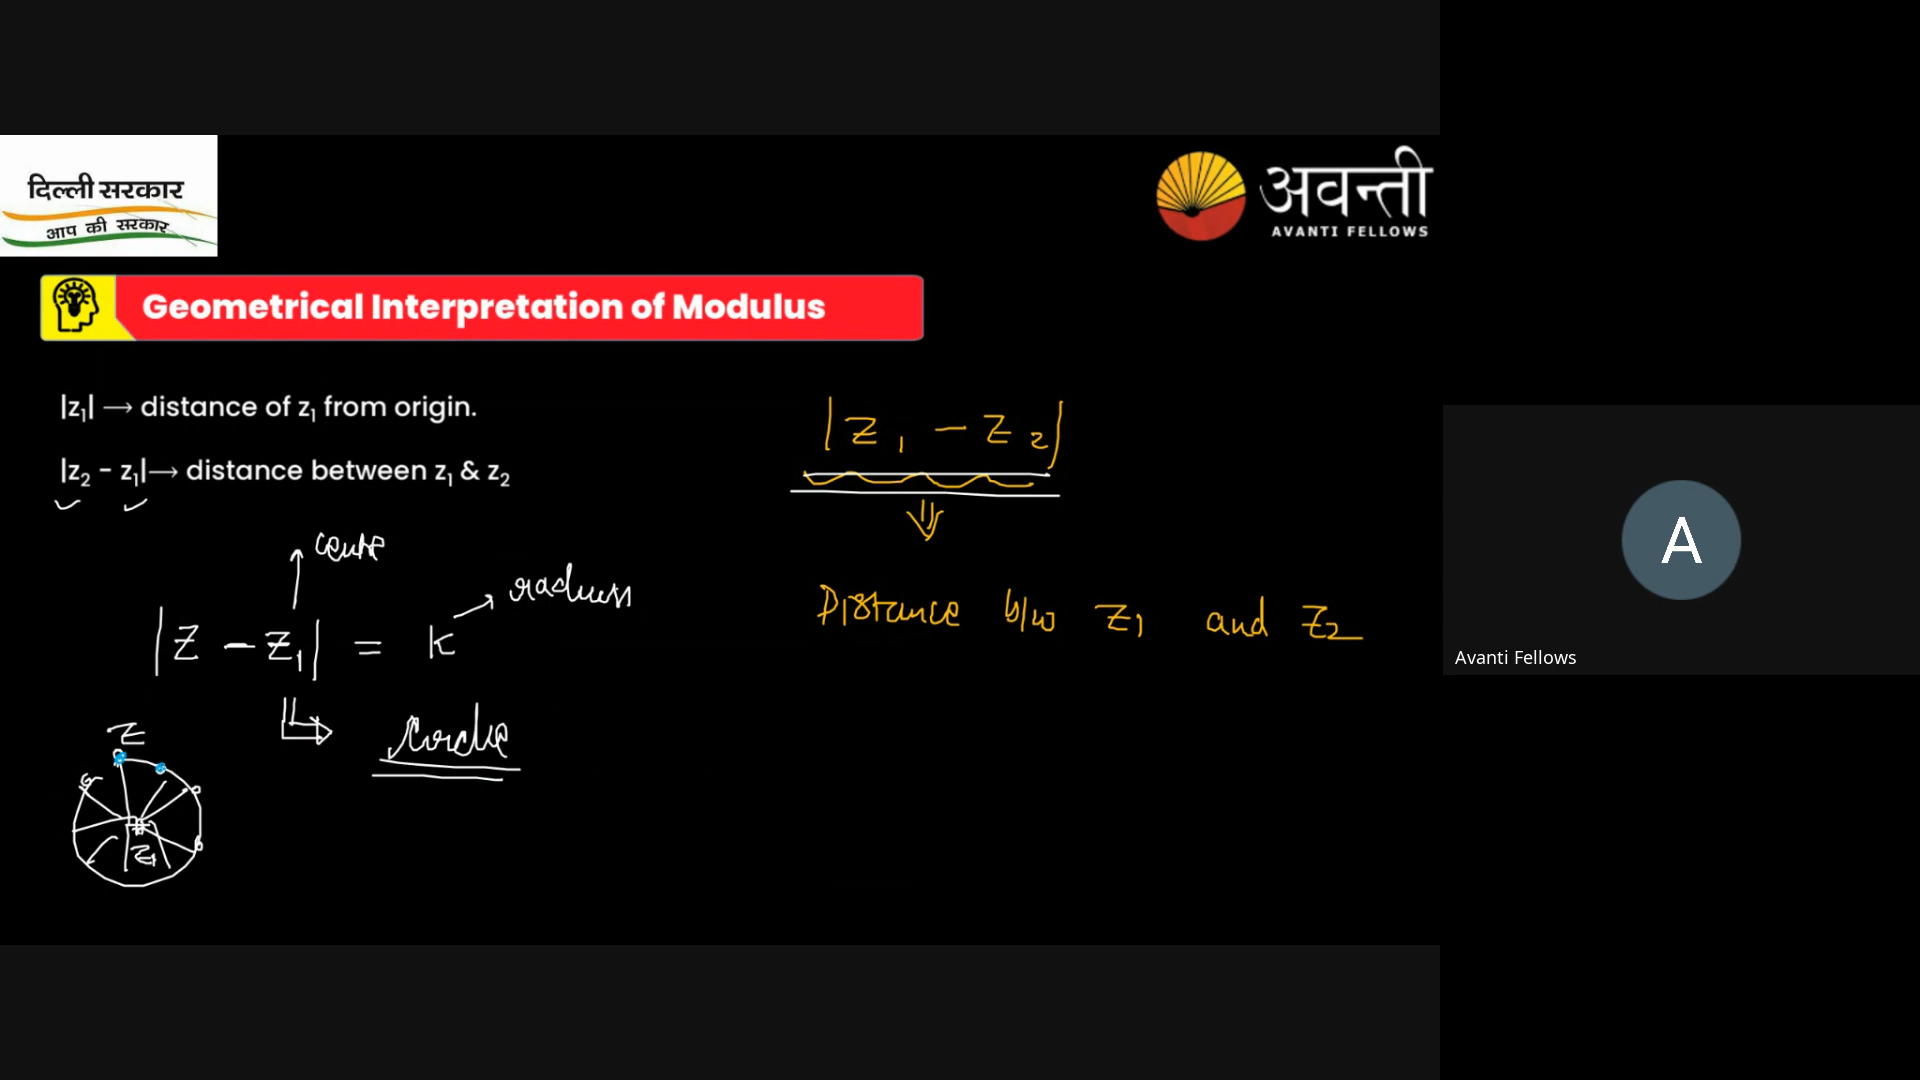 दिल्ली सरकार
आप की सरकार
अवन्ती
AVANTI FELLOWS
Geometrical Interpretation of Modulus
|z₁| → distance of z₁ from origin.
|z₂ - z₁| → distance between z₁ & z₂
|z₁ - z₂|
⇓
Distance b/w z₁ and z₂
centre
radius
|z - z₁| = k
circle
z
z₁
A
Avanti Fellows